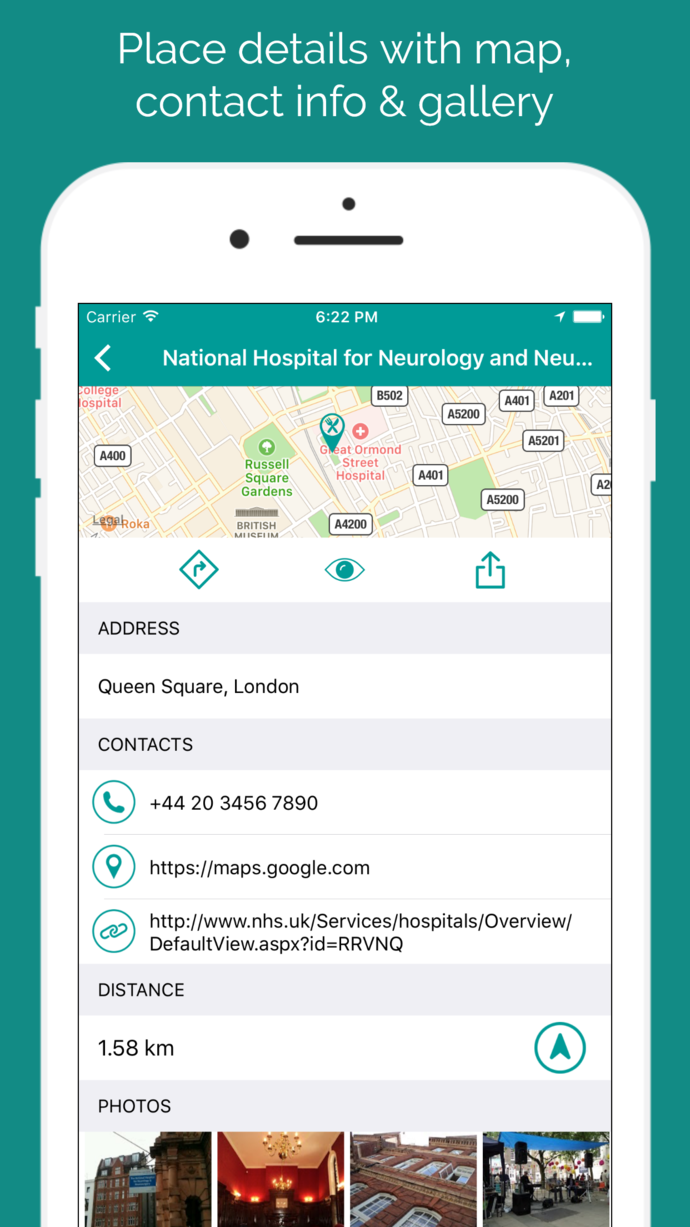 Place details with map,
contact info & gallery
Carrier
6:22 PM
National Hospital for Neurology and Neu...
College
Hospital
B502
A401
A201
A5200
A5201
A400
Great Ormond
Street
Hospital
Russell
Square
Gardens
A401
A5200
A20
Legal
Roka
BRITISH
MUSEUM
A4200
ADDRESS
Queen Square, London
CONTACTS
+44 20 3456 7890
https://maps.google.com
http://www.nhs.uk/Services/hospitals/Overview/
DefaultView.aspx?id=RRVNQ
DISTANCE
1.58 km
PHOTOS